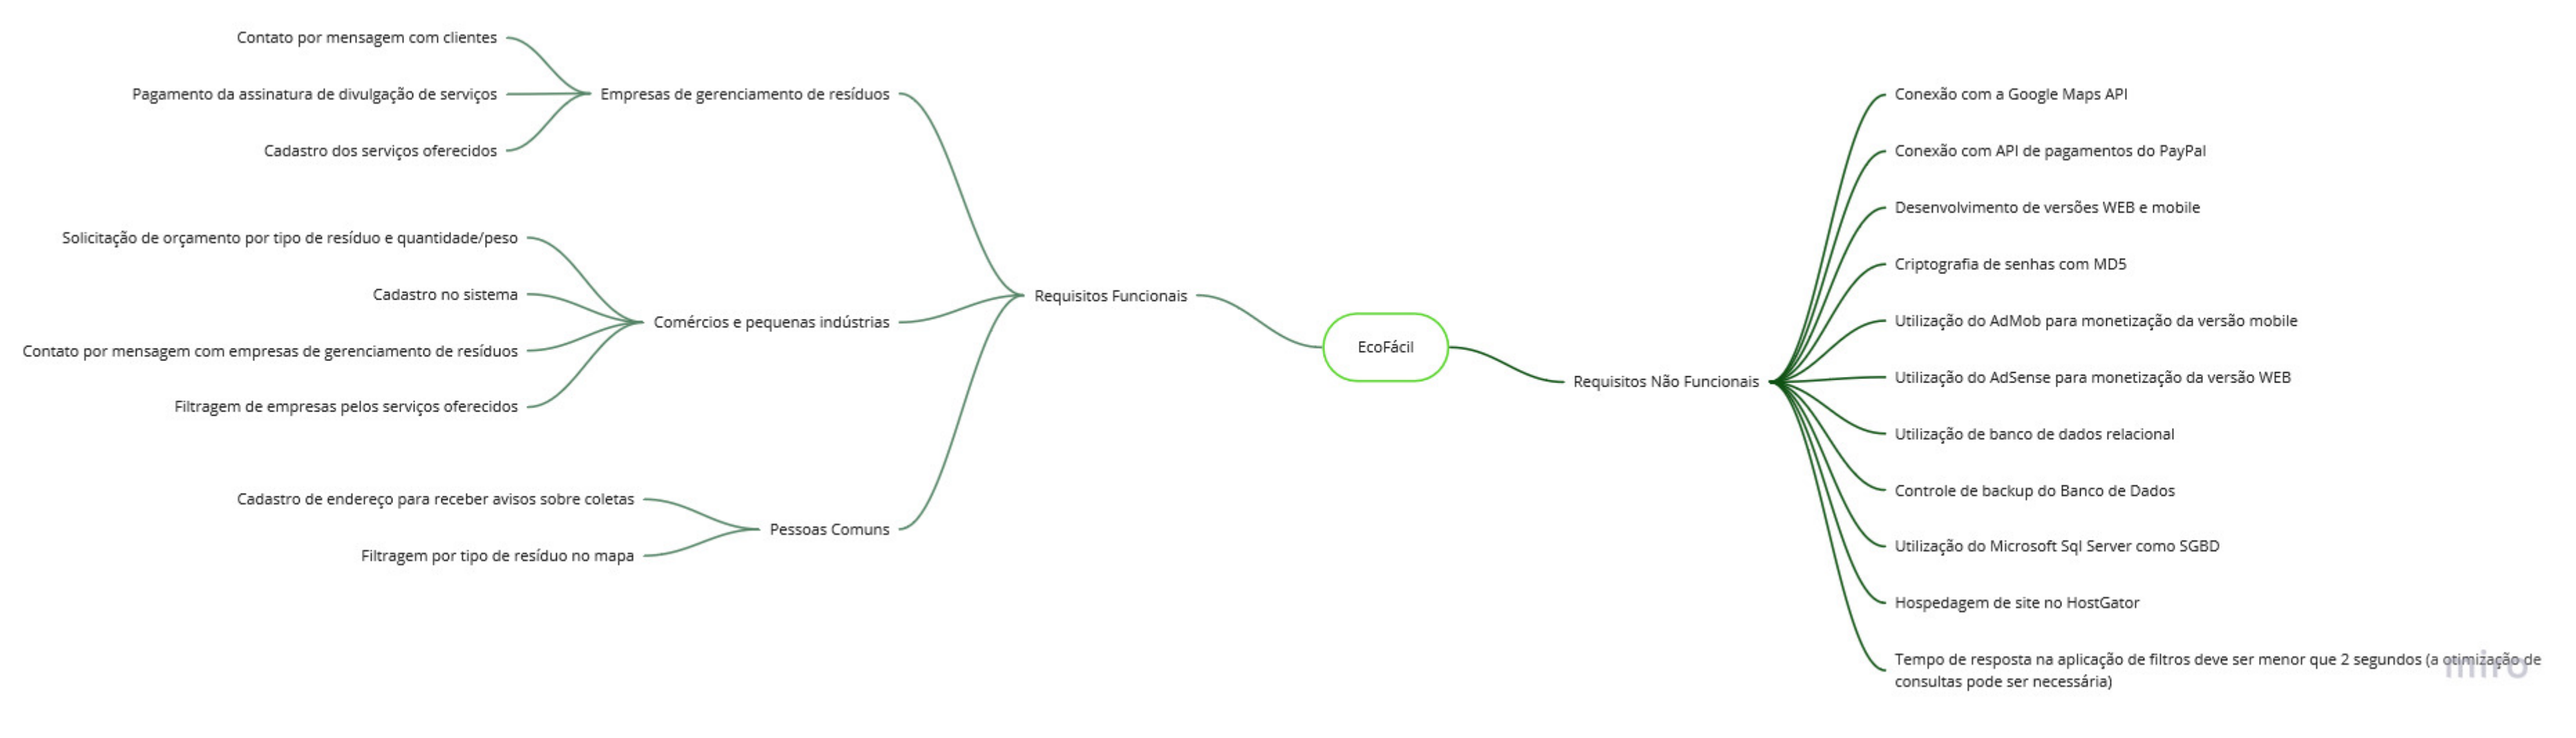 Contato por mensagem com clientes
Pagamento da assinatura de divulgação de serviços
Cadastro dos serviços oferecidos
Empresas de gerenciamento de resíduos
Solicitação de orçamento por tipo de resíduo e quantidade/peso
Cadastro no sistema
Contato por mensagem com empresas de gerenciamento de resíduos
Filtragem de empresas pelos serviços oferecidos
Comércios e pequenas indústrias
Cadastro de endereço para receber avisos sobre coletas
Filtragem por tipo de resíduo no mapa
Pessoas Comuns
Requisitos Funcionais
EcoFácil
Requisitos Não Funcionais
Conexão com a Google Maps API
Conexão com API de pagamentos do PayPal
Desenvolvimento de versões WEB e mobile
Criptografia de senhas com MD5
Utilização do AdMob para monetização da versão mobile
Utilização do AdSense para monetização da versão WEB
Utilização de banco de dados relacional
Controle de backup do Banco de Dados
Utilização do Microsoft Sql Server como SGBD
Hospedagem de site no HostGator
Tempo de resposta na aplicação de filtros deve ser menor que 2 segundos (a otimização de
consultas pode ser necessária)
miro